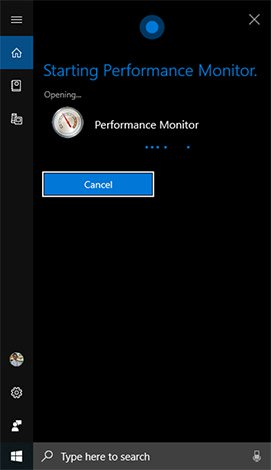 Starting Performance Monitor.
Opening...
Performance Monitor
Cancel
Type here to search